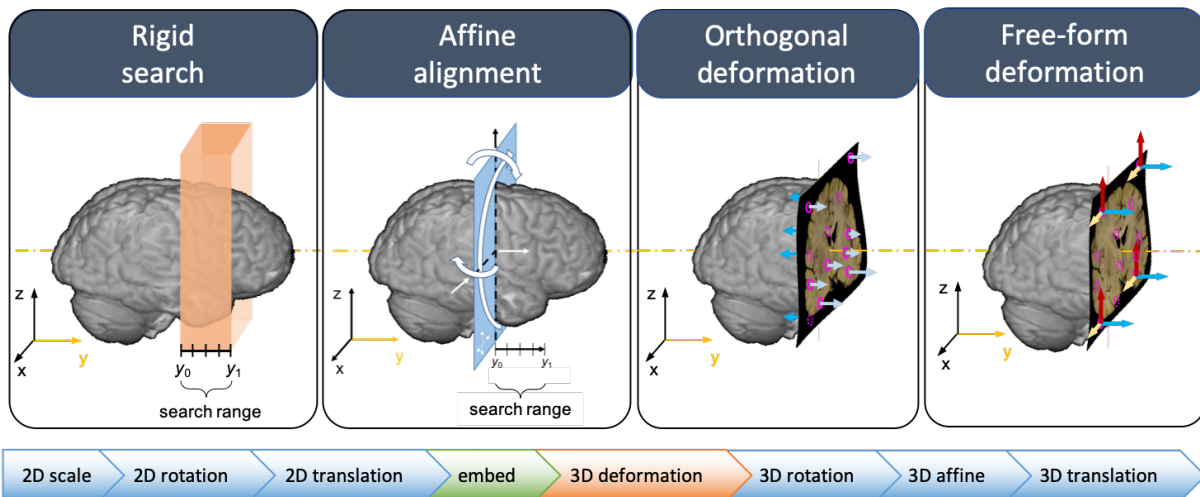 Rigid
search
Affine
alignment
Orthogonal
deformation
Free-form
deformation
z
y
x
y0
y1
search range
z
y
x
y0
y1
search range
z
y
x
z
y
x
2D scale
2D rotation
2D translation
embed
3D deformation
3D rotation
3D affine
3D translation